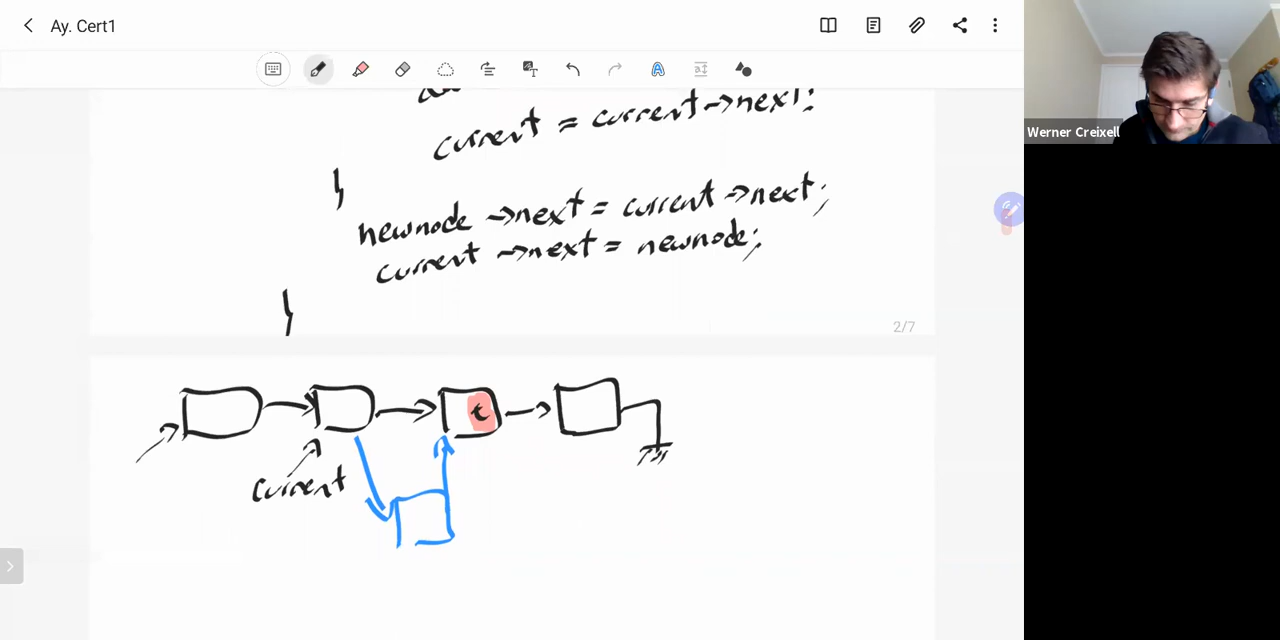 Ay. Cert1
current = current->next;
}
newnode ->next = current ->next;
current ->next = newnode;
}
2/7
t
current
Werner Creixell